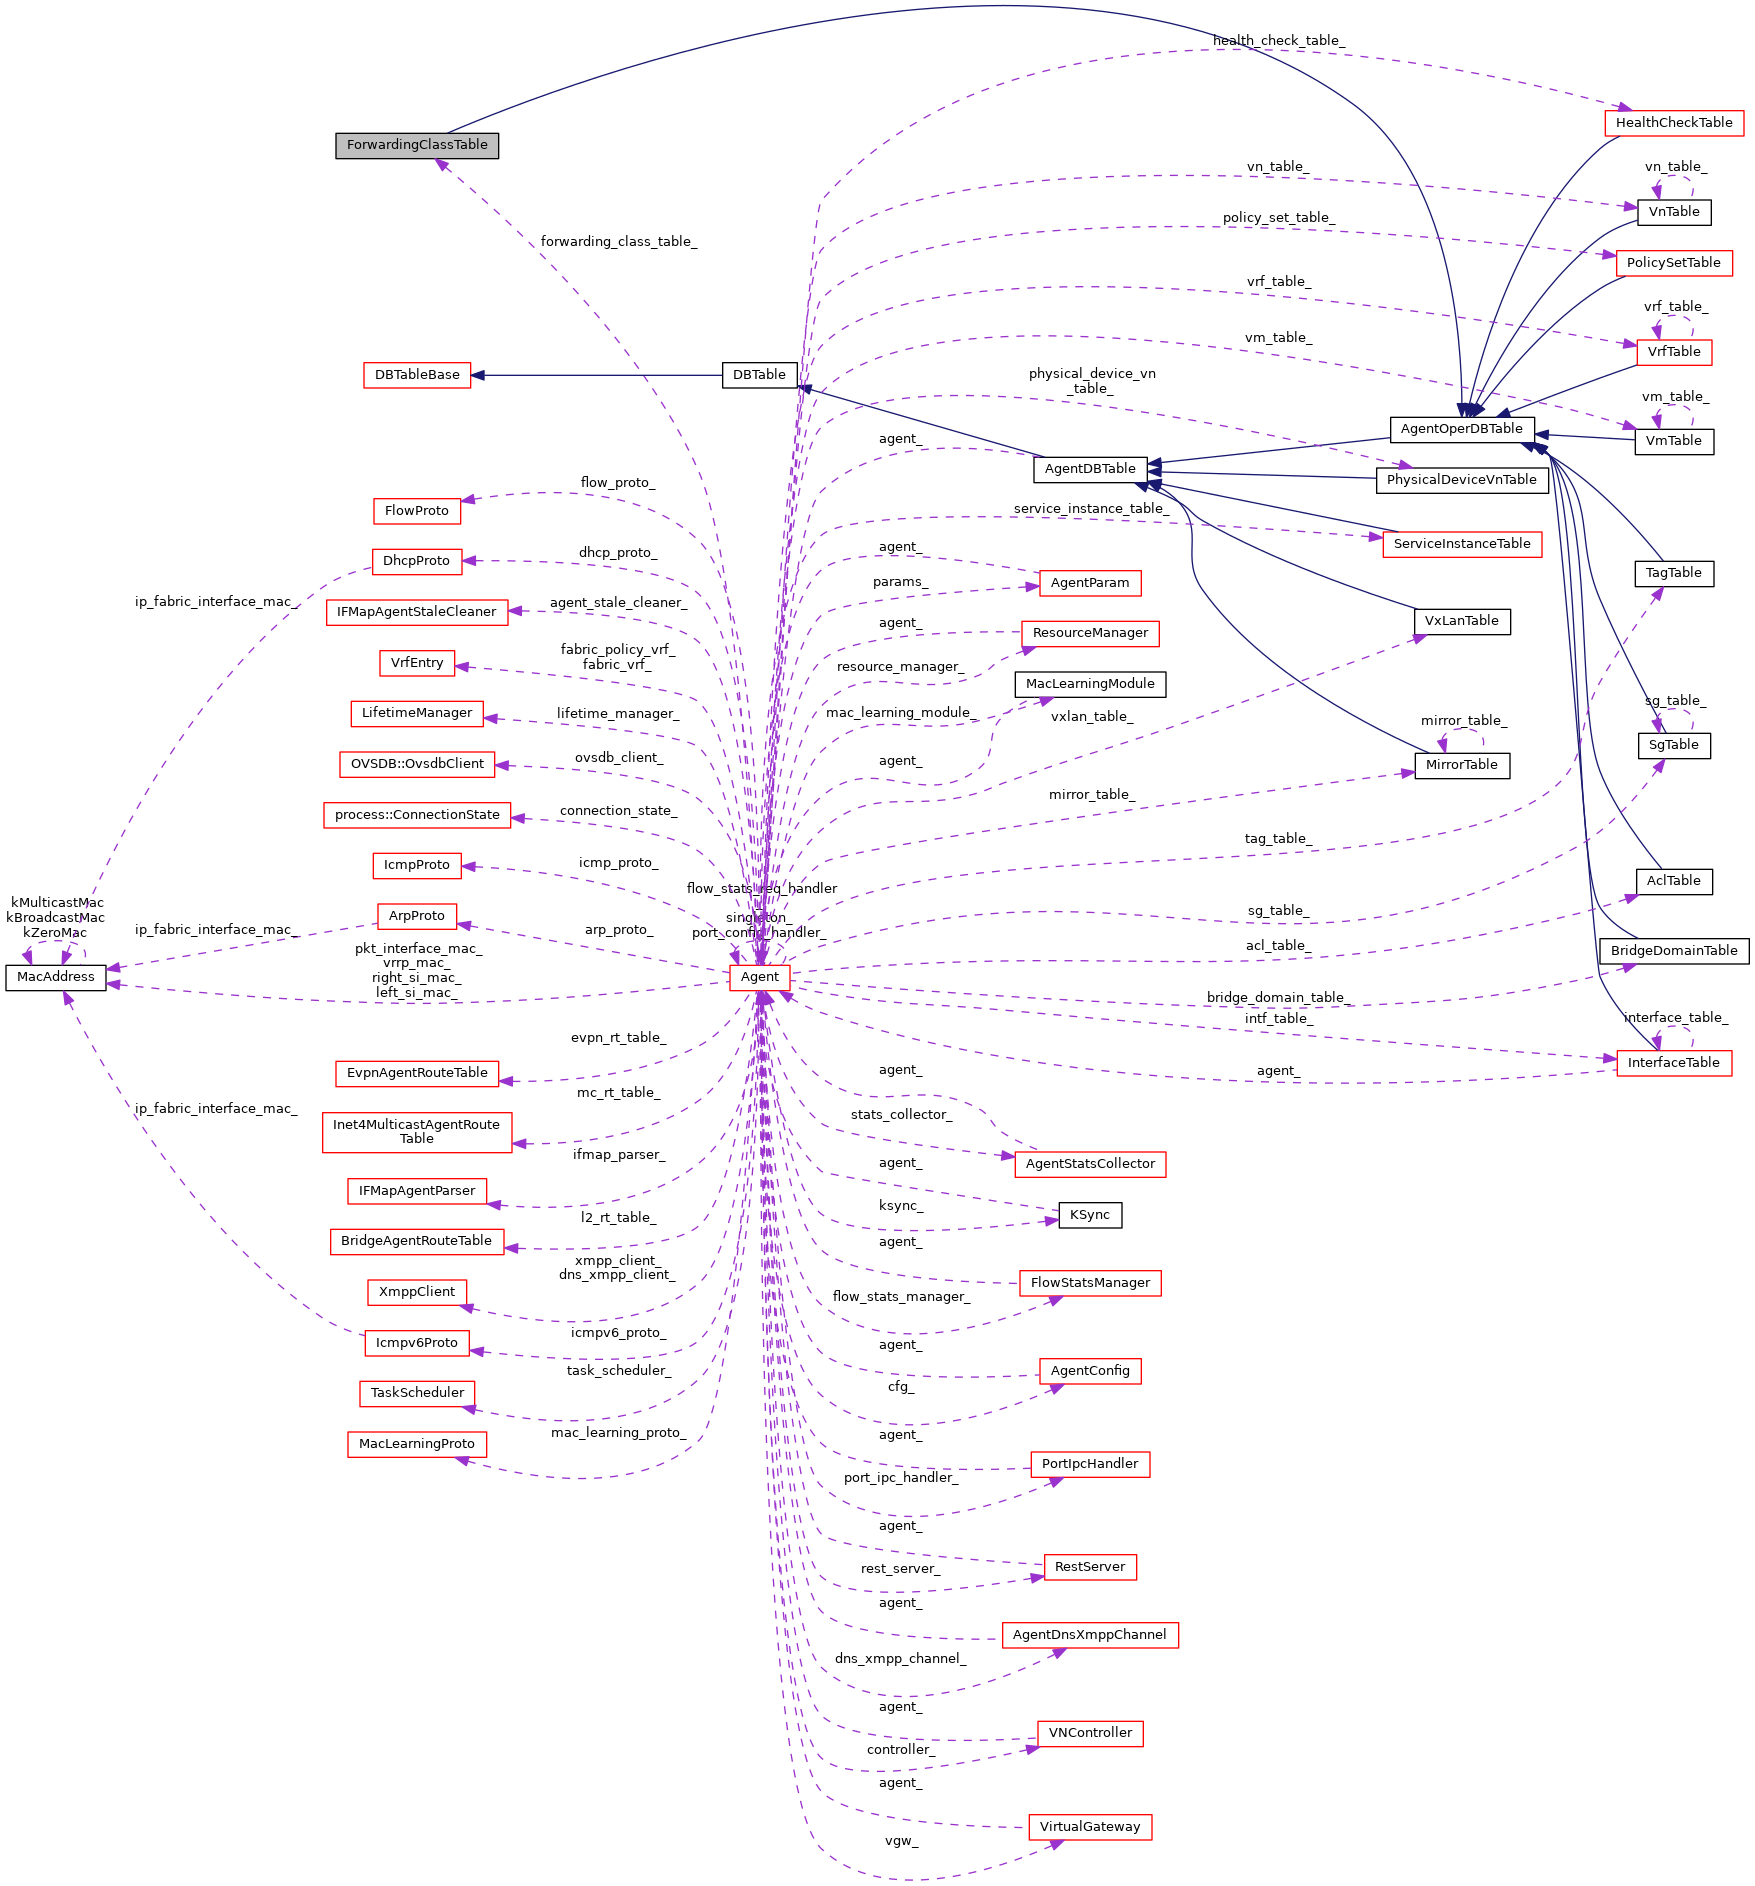 health_check_table_
HealthCheckTable
ForwardingClassTable
vn_table_
vn_table_
VnTable
policy_set_table_
forwarding_class_table_
PolicySetTable
vrf_table_
vrf_table_
VrfTable
vm_table_
DBTableBase
DBTable
physical_device_vn
_table_
vm_table_
AgentOperDBTable
VmTable
agent_
AgentDBTable
PhysicalDeviceVnTable
flow_proto_
FlowProto
service_instance_table_
ServiceInstanceTable
dhcp_proto_
DhcpProto
agent_
AgentParam
params_
TagTable
ip_fabric_interface_mac_
agent_stale_cleaner_
IFMapAgentStaleCleaner
agent_
ResourceManager
VxLanTable
fabric_policy_vrf_
fabric_vrf_
VrfEntry
resource_manager_
MacLearningModule
lifetime_manager_
LifetimeManager
mac_learning_module_
vxlan_table_
mirror_table_
sg_table_
SgTable
ovsdb_client_
OVSDB::OvsdbClient
agent_
MirrorTable
connection_state_
process::ConnectionState
mirror_table_
icmp_proto_
IcmpProto
tag_table_
AclTable
flow_stats_req_handler
_
singleton_
port_config_handler_
kMulticastMac
kBroadcastMac
kZeroMac
ArpProto
ip_fabric_interface_mac_
arp_proto_
sg_table_
acl_table_
BridgeDomainTable
pkt_interface_mac_
vrrp_mac_
right_si_mac_
left_si_mac_
MacAddress
Agent
bridge_domain_table_
intf_table_
interface_table_
evpn_rt_table_
EvpnAgentRouteTable
agent_
agent_
InterfaceTable
mc_rt_table_
Inet4MulticastAgentRoute
Table
ip_fabric_interface_mac_
stats_collector_
ifmap_parser_
agent_
AgentStatsCollector
IFMapAgentParser
l2_rt_table_
ksync_
KSync
BridgeAgentRouteTable
agent_
xmpp_client_
dns_xmpp_client_
XmppClient
flow_stats_manager_
FlowStatsManager
icmpv6_proto_
Icmpv6Proto
agent_
task_scheduler_
AgentConfig
TaskScheduler
cfg_
mac_learning_proto_
MacLearningProto
agent_
PortIpcHandler
port_ipc_handler_
agent_
rest_server_
RestServer
agent_
AgentDnsXmppChannel
dns_xmpp_channel_
agent_
VNController
controller_
agent_
VirtualGateway
vgw_